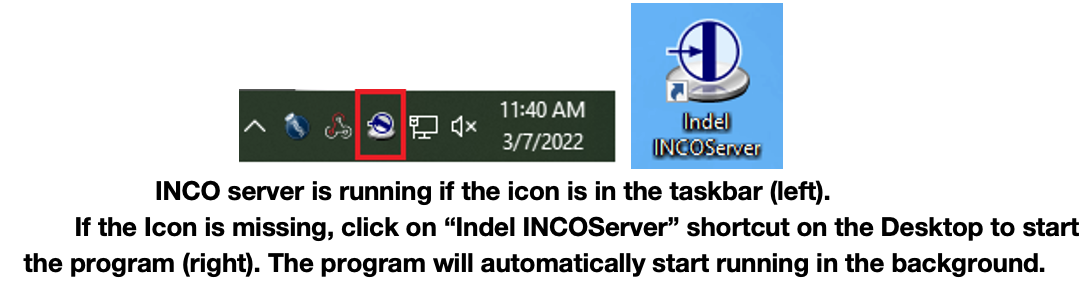 11:40 AM
3/7/2022
Indel
INCOServer
INCO server is running if the icon is in the taskbar (left).
If the Icon is missing, click on “Indel INCOServer” shortcut on the Desktop to start
the program (right). The program will automatically start running in the background.